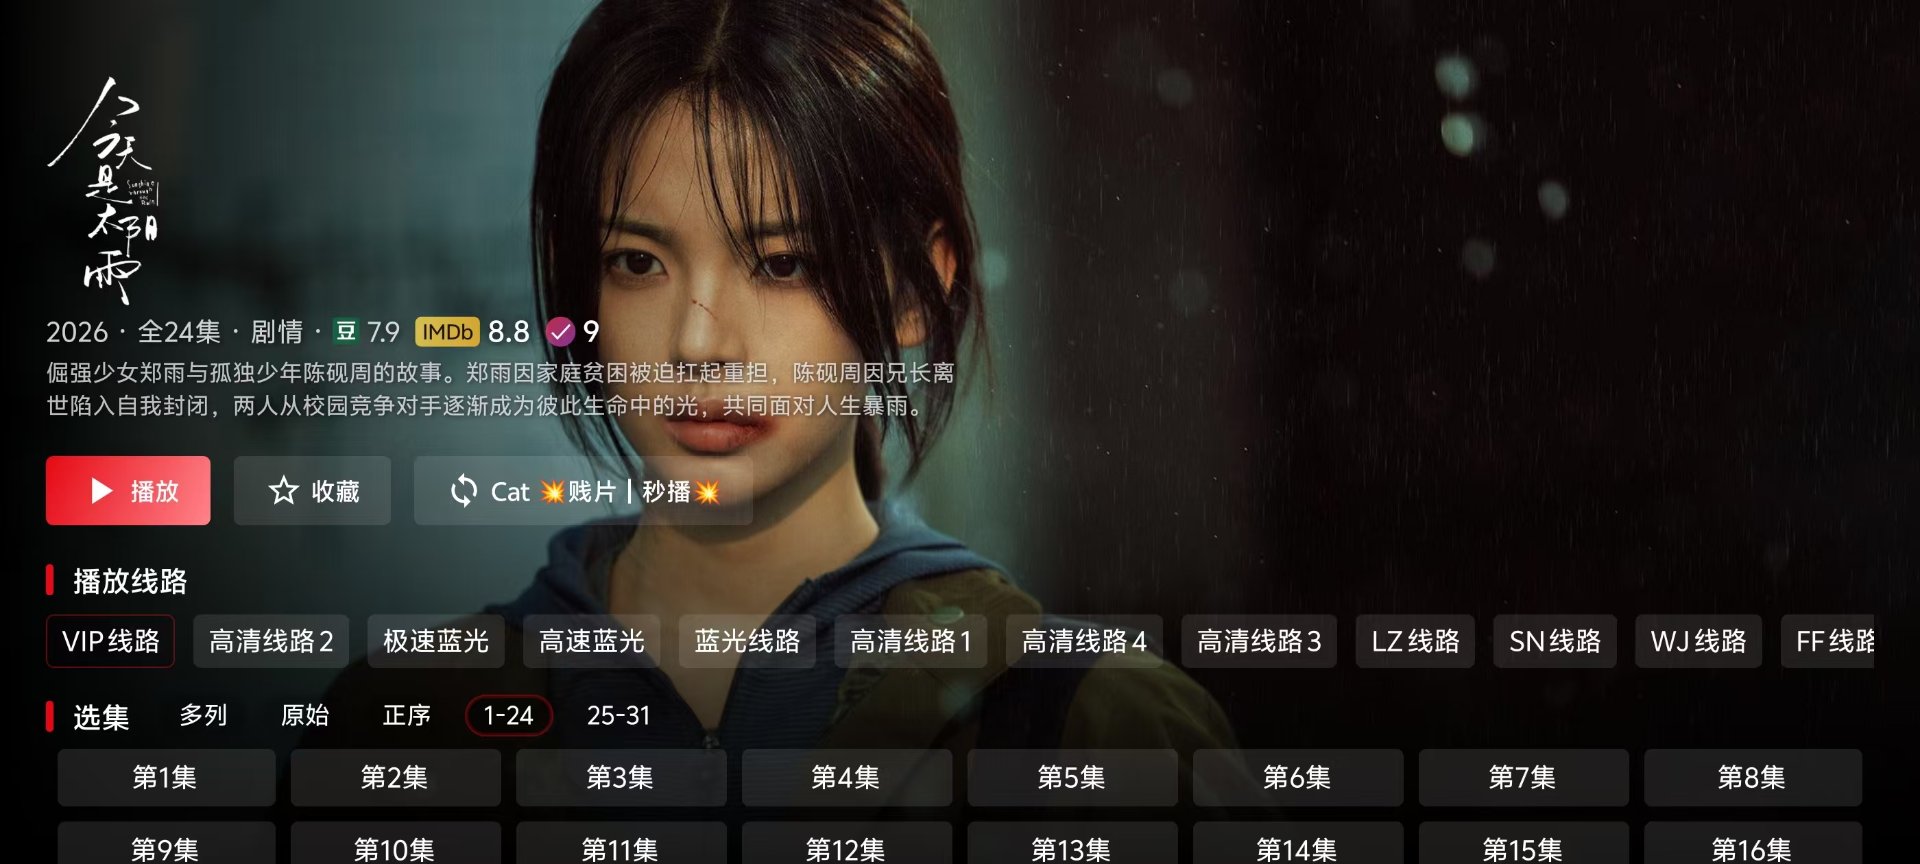 今天是太阳雨
2026 · 全24集 · 剧情 · 豆 7.9 IMDb 8.8 9
倔强少女郑雨与孤独少年陈砚周的故事。郑雨因家庭贫困被迫扛起重担，陈砚周因兄长离
世陷入自我封闭，两人从校园竞争对手逐渐成为彼此生命中的光，共同面对人生暴雨。
播放 收藏 Cat 💥贱片 | 秒播💥
播放线路
VIP线路 高清线路2 极速蓝光 高速蓝光 蓝光线路 高清线路1 高清线路4 高清线路3 LZ线路 SN线路 WJ线路 FF线路
选集 多列 原始 正序 1-24 25-31
第1集 第2集 第3集 第4集 第5集 第6集 第7集 第8集
第9集 第10集 第11集 第12集 第13集 第14集 第15集 第16集